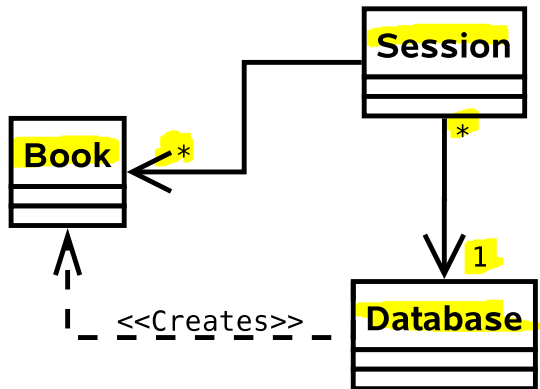 Session
*
Book
*
1
<<Creates>>
Database